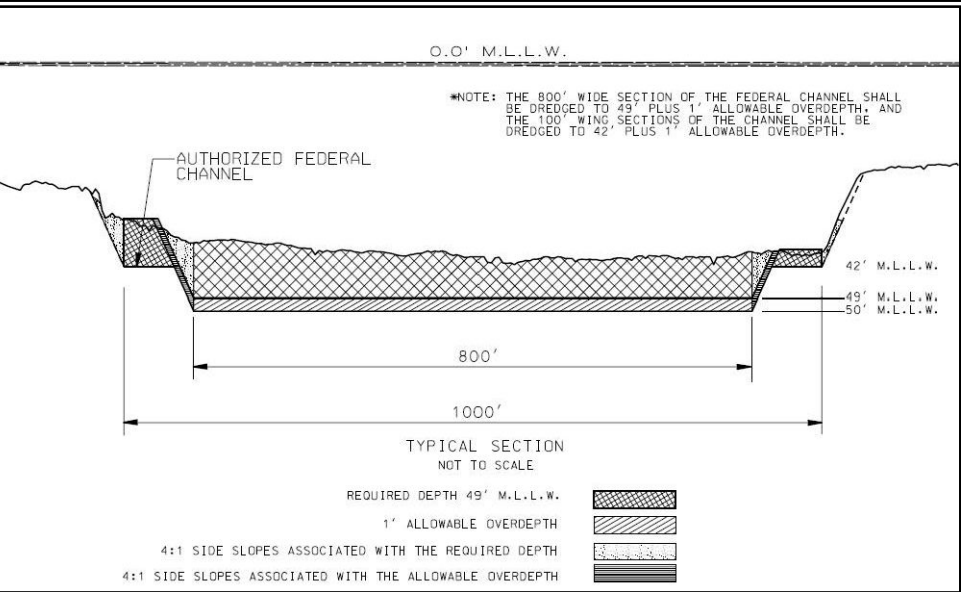 0.0' M.L.L.W.
*NOTE: THE 800' WIDE SECTION OF THE FEDERAL CHANNEL SHALL
BE DREDGED TO 49' PLUS 1' ALLOWABLE OVERDEPTH. AND
THE 100' WING SECTIONS OF THE CHANNEL SHALL BE
DREDGED TO 42' PLUS 1' ALLOWABLE OVERDEPTH.
AUTHORIZED FEDERAL
CHANNEL
42' M.L.L.W.
49' M.L.L.W.
50' M.L.L.W.
800'
1000'
TYPICAL SECTION
NOT TO SCALE
REQUIRED DEPTH 49' M.L.L.W.
1' ALLOWABLE OVERDEPTH
4:1 SIDE SLOPES ASSOCIATED WITH THE REQUIRED DEPTH
4:1 SIDE SLOPES ASSOCIATED WITH THE ALLOWABLE OVERDEPTH